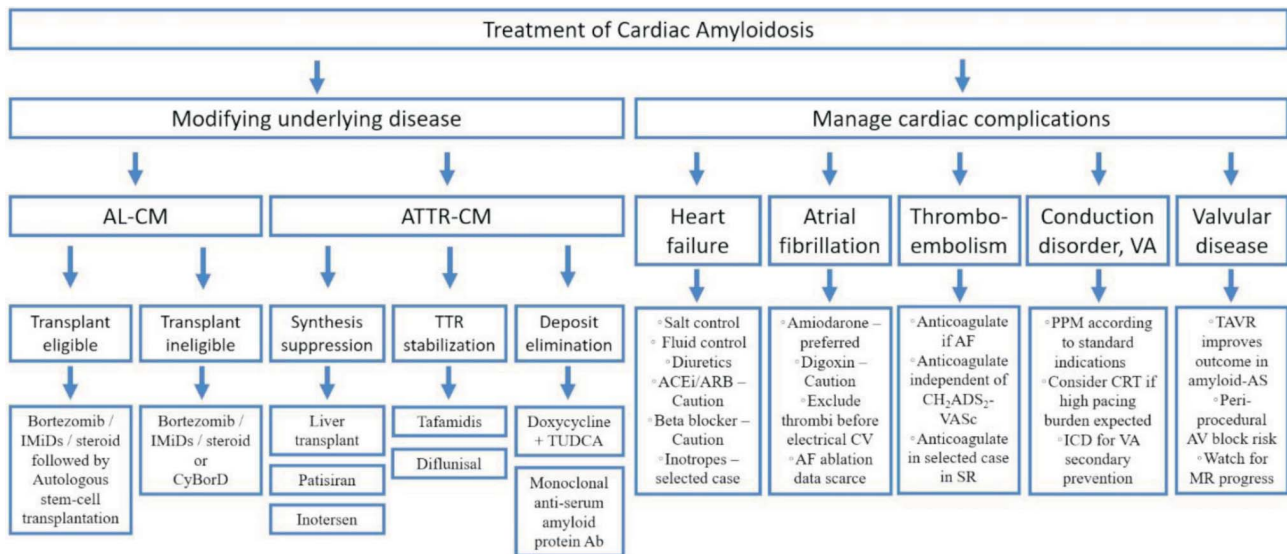 Treatment of Cardiac Amyloidosis
Modifying underlying disease
Manage cardiac complications
AL-CM
ATTR-CM
Heart
failure
Atrial
fibrillation
Thrombo-
embolism
Conduction
disorder, VA
Valvular
disease
Transplant
eligible
Transplant
ineligible
Synthesis
suppression
TTR
stabilization
Deposit
elimination
Bortezomib /
IMiDs / steroid
followed by
Autologous
stem-cell
transplantation
Bortezomib /
IMiDs / steroid
or
CyBorD
Liver
transplant
Patisiran
Inotersen
Tafamidis
Diflunisal
Doxycycline
+ TUDCA
Monoclonal
anti-serum
amyloid
protein Ab
◦Salt control
◦ Fluid control
◦ Diuretics
◦ACEi/ARB –
Caution
◦Beta blocker –
Caution
◦Inotropes –
selected case
◦Amiodarone –
preferred
◦Digoxin –
Caution
◦Exclude
thrombi before
electrical CV
◦AF ablation
data scarce
◦Anticoagulate
if AF
◦Anticoagulate
independent of
CH₂ADS₂-
VASc
◦Anticoagulate
in selected case
in SR
◦PPM according
to standard
indications
◦Consider CRT if
high pacing
burden expected
◦ICD for VA
secondary
prevention
◦TAVR
improves
outcome in
amyloid-AS
◦Peri-
procedural
AV block risk
◦Watch for
MR progress